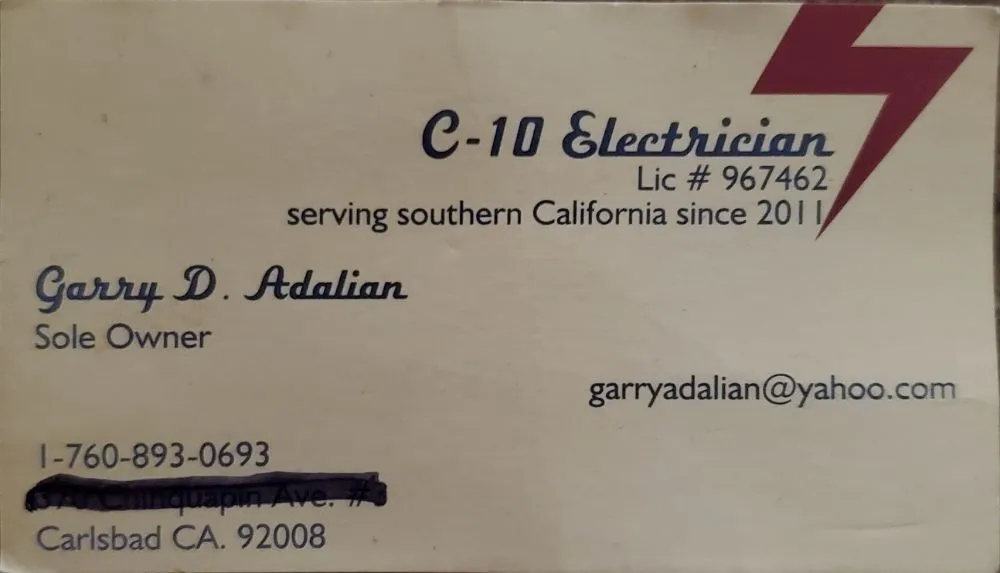 C-10 Electrician
Lic # 967462
serving southern California since 2011
Garry D. Adalian
Sole Owner
garryadalian@yahoo.com
1-760-893-0693
Carlsbad CA. 92008